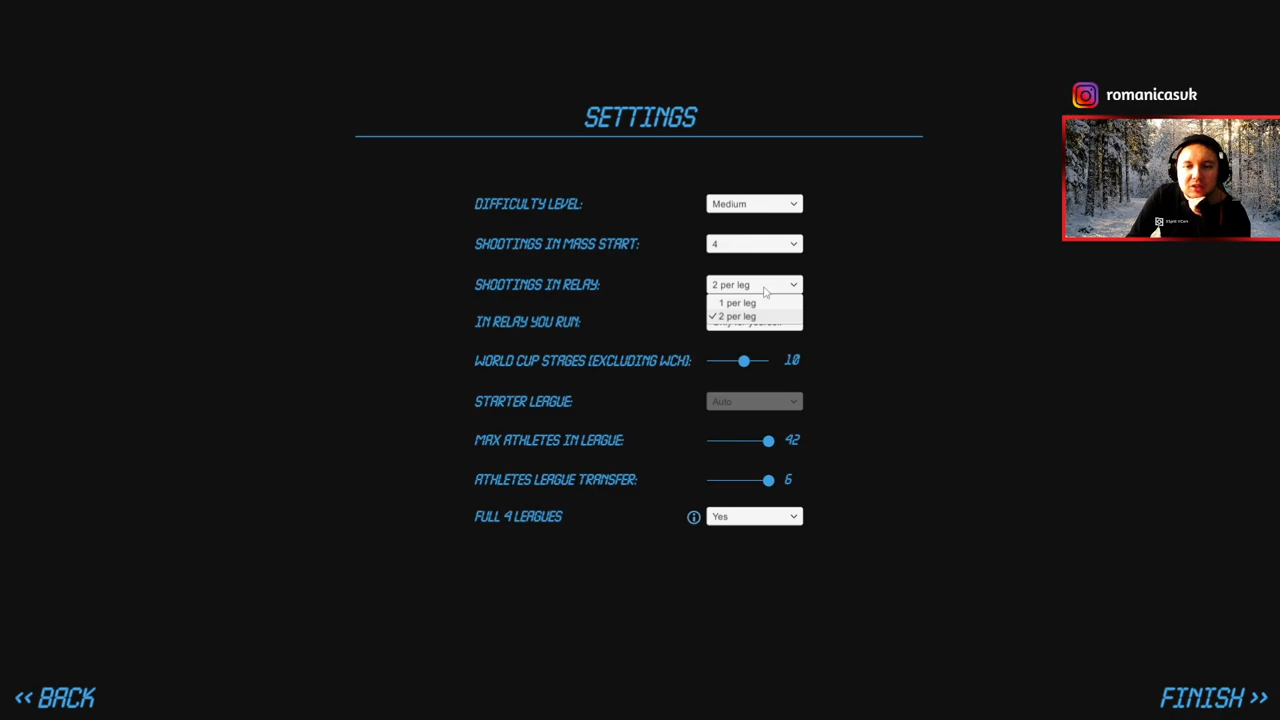 romanicasuk
SETTINGS
DIFFICULTY LEVEL: Medium
SHOOTINGS IN MASS START: 4
SHOOTINGS IN RELAY: 2 per leg
1 per leg
✓ 2 per leg
IN RELAY YOU RUN:
WORLD CUP STAGES (EXCLUDING WCH): 10
STARTER LEAGUE: Auto
MAX ATHLETES IN LEAGUE: 42
ATHLETES LEAGUE TRANSFER: 6
FULL 4 LEAGUES Yes
<< BACK
FINISH >>